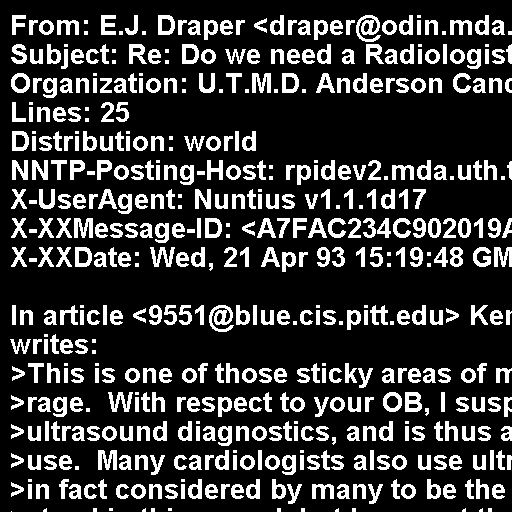 From: E.J. Draper <draper@odin.mda.
Subject: Re: Do we need a Radiologist
Organization: U.T.M.D. Anderson Canc
Lines: 25
Distribution: world
NNTP-Posting-Host: rpidev2.mda.uth.t
X-UserAgent: Nuntius v1.1.1d17
X-XXMessage-ID: <A7FAC234C902019A
X-XXDate: Wed, 21 Apr 93 15:19:48 GM
In article <9551@blue.cis.pitt.edu> Ken
writes:
>This is one of those sticky areas of m
>rage.  With respect to your OB, I susp
>ultrasound diagnostics, and is thus a
>use.  Many cardiologists also use ultr
>in fact considered by many to be the